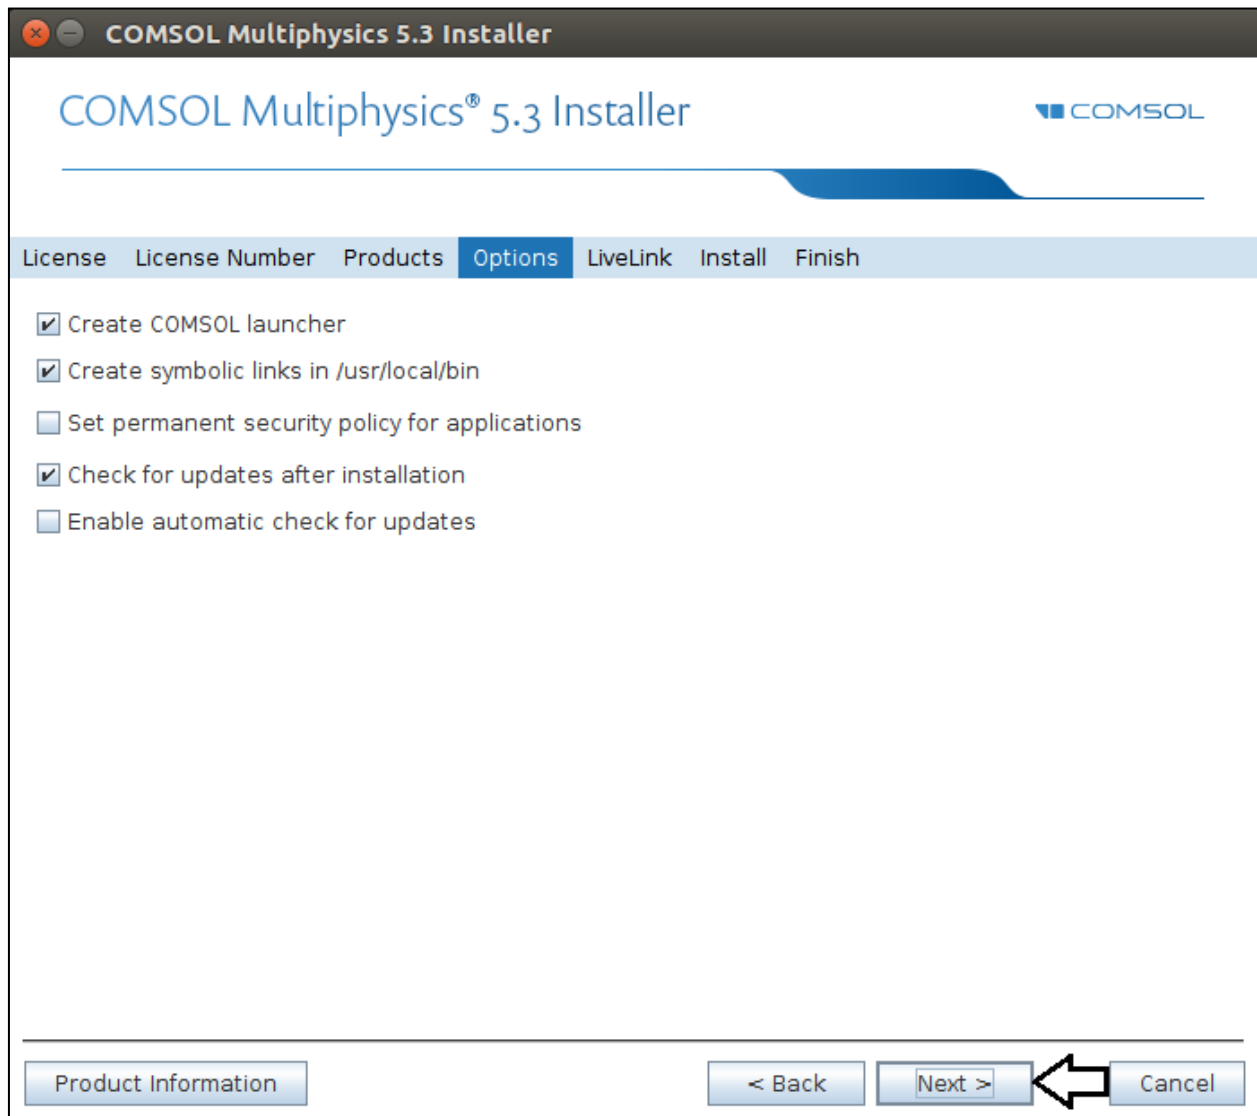 COMSOL Multiphysics 5.3 Installer
COMSOL Multiphysics® 5.3 Installer
COMSOL
License License Number Products Options LiveLink Install Finish
Create COMSOL launcher
Create symbolic links in /usr/local/bin
Set permanent security policy for applications
Check for updates after installation
Enable automatic check for updates
Product Information < Back Next > Cancel